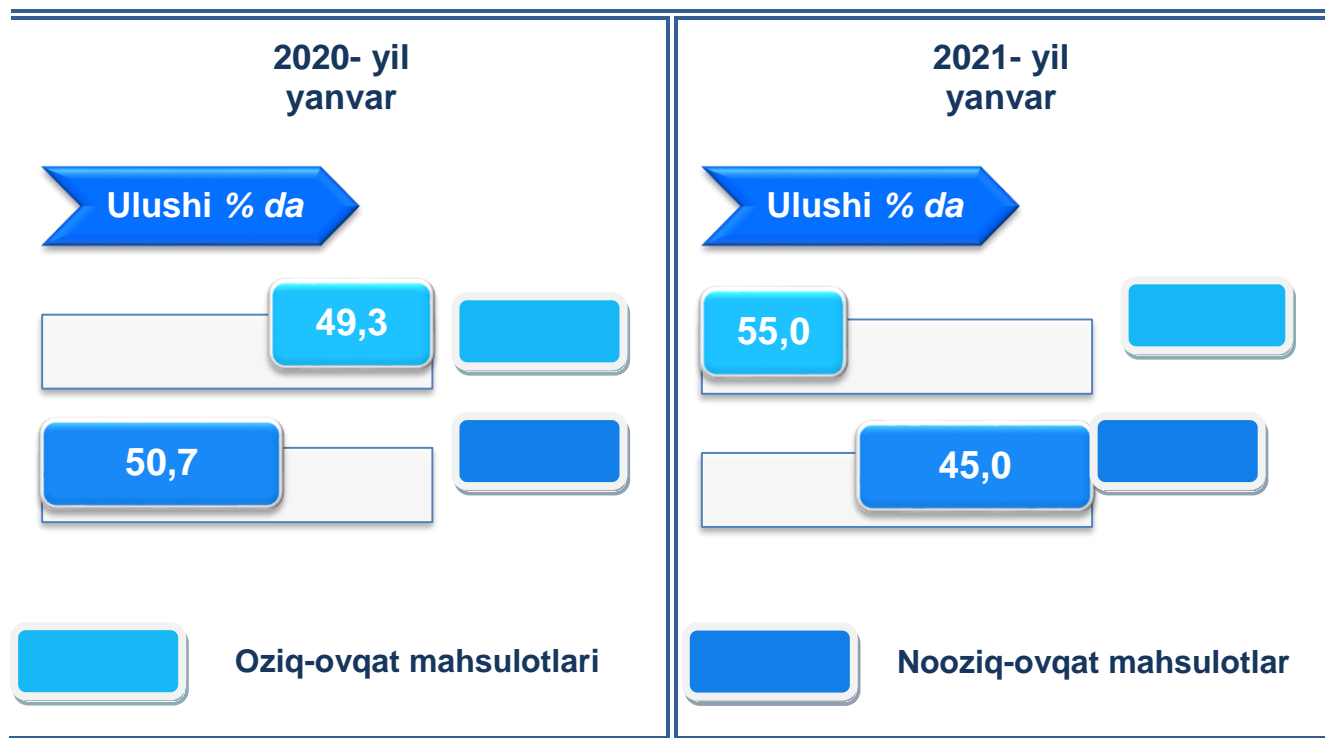 2020- yil
yanvar
Ulushi % da
49,3
50,7
2021- yil
yanvar
Ulushi % da
55,0
45,0
Oziq-ovqat mahsulotlari
Nooziq-ovqat mahsulotlar